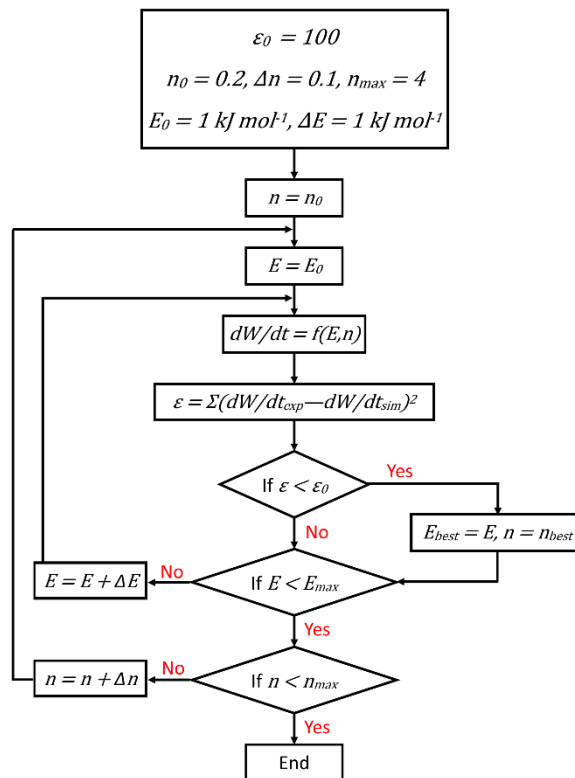 ε₀ = 100
n₀ = 0.2, Δn = 0.1, nₘₐₓ = 4
E₀ = 1 kJ mol⁻¹, ΔE = 1 kJ mol⁻¹
n = n₀
E = E₀
dW/dt = f(E,n)
ε = Σ(dW/dtₑₓₚ—dW/dtₛᵢₘ)²
If ε < ε₀
Yes
No
E_best = E, n = n_best
E = E + ΔE
No
If E < Eₘₐₓ
Yes
n = n + Δn
No
If n < nₘₐₓ
Yes
End